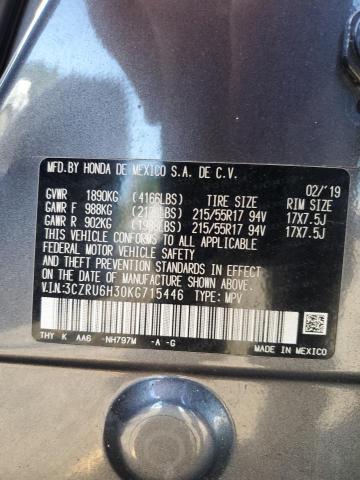 MFD.BY HONDA DE MEXICO S.A. DE C.V. 02/'19
GVWR 1890KG (4166LBS) TIRE SIZE RIM SIZE
GAWR F 988KG 215/55R17 94V 17X7.5J
GAWR R 902KG 215/55R17 94V 17X7.5J
THIS VEHICLE CONFORMS TO ALL APPLICABLE
FEDERAL MOTOR VEHICLE SAFETY STANDARDS IN EFFECT
ON THE DATE OF MANUFACTURE SHOWN ABOVE.
V.I.N:3CZRU6H30KG715446 TYPE: MPV
THY K AA6 -NH797M -A -G
MADE IN MEXICO